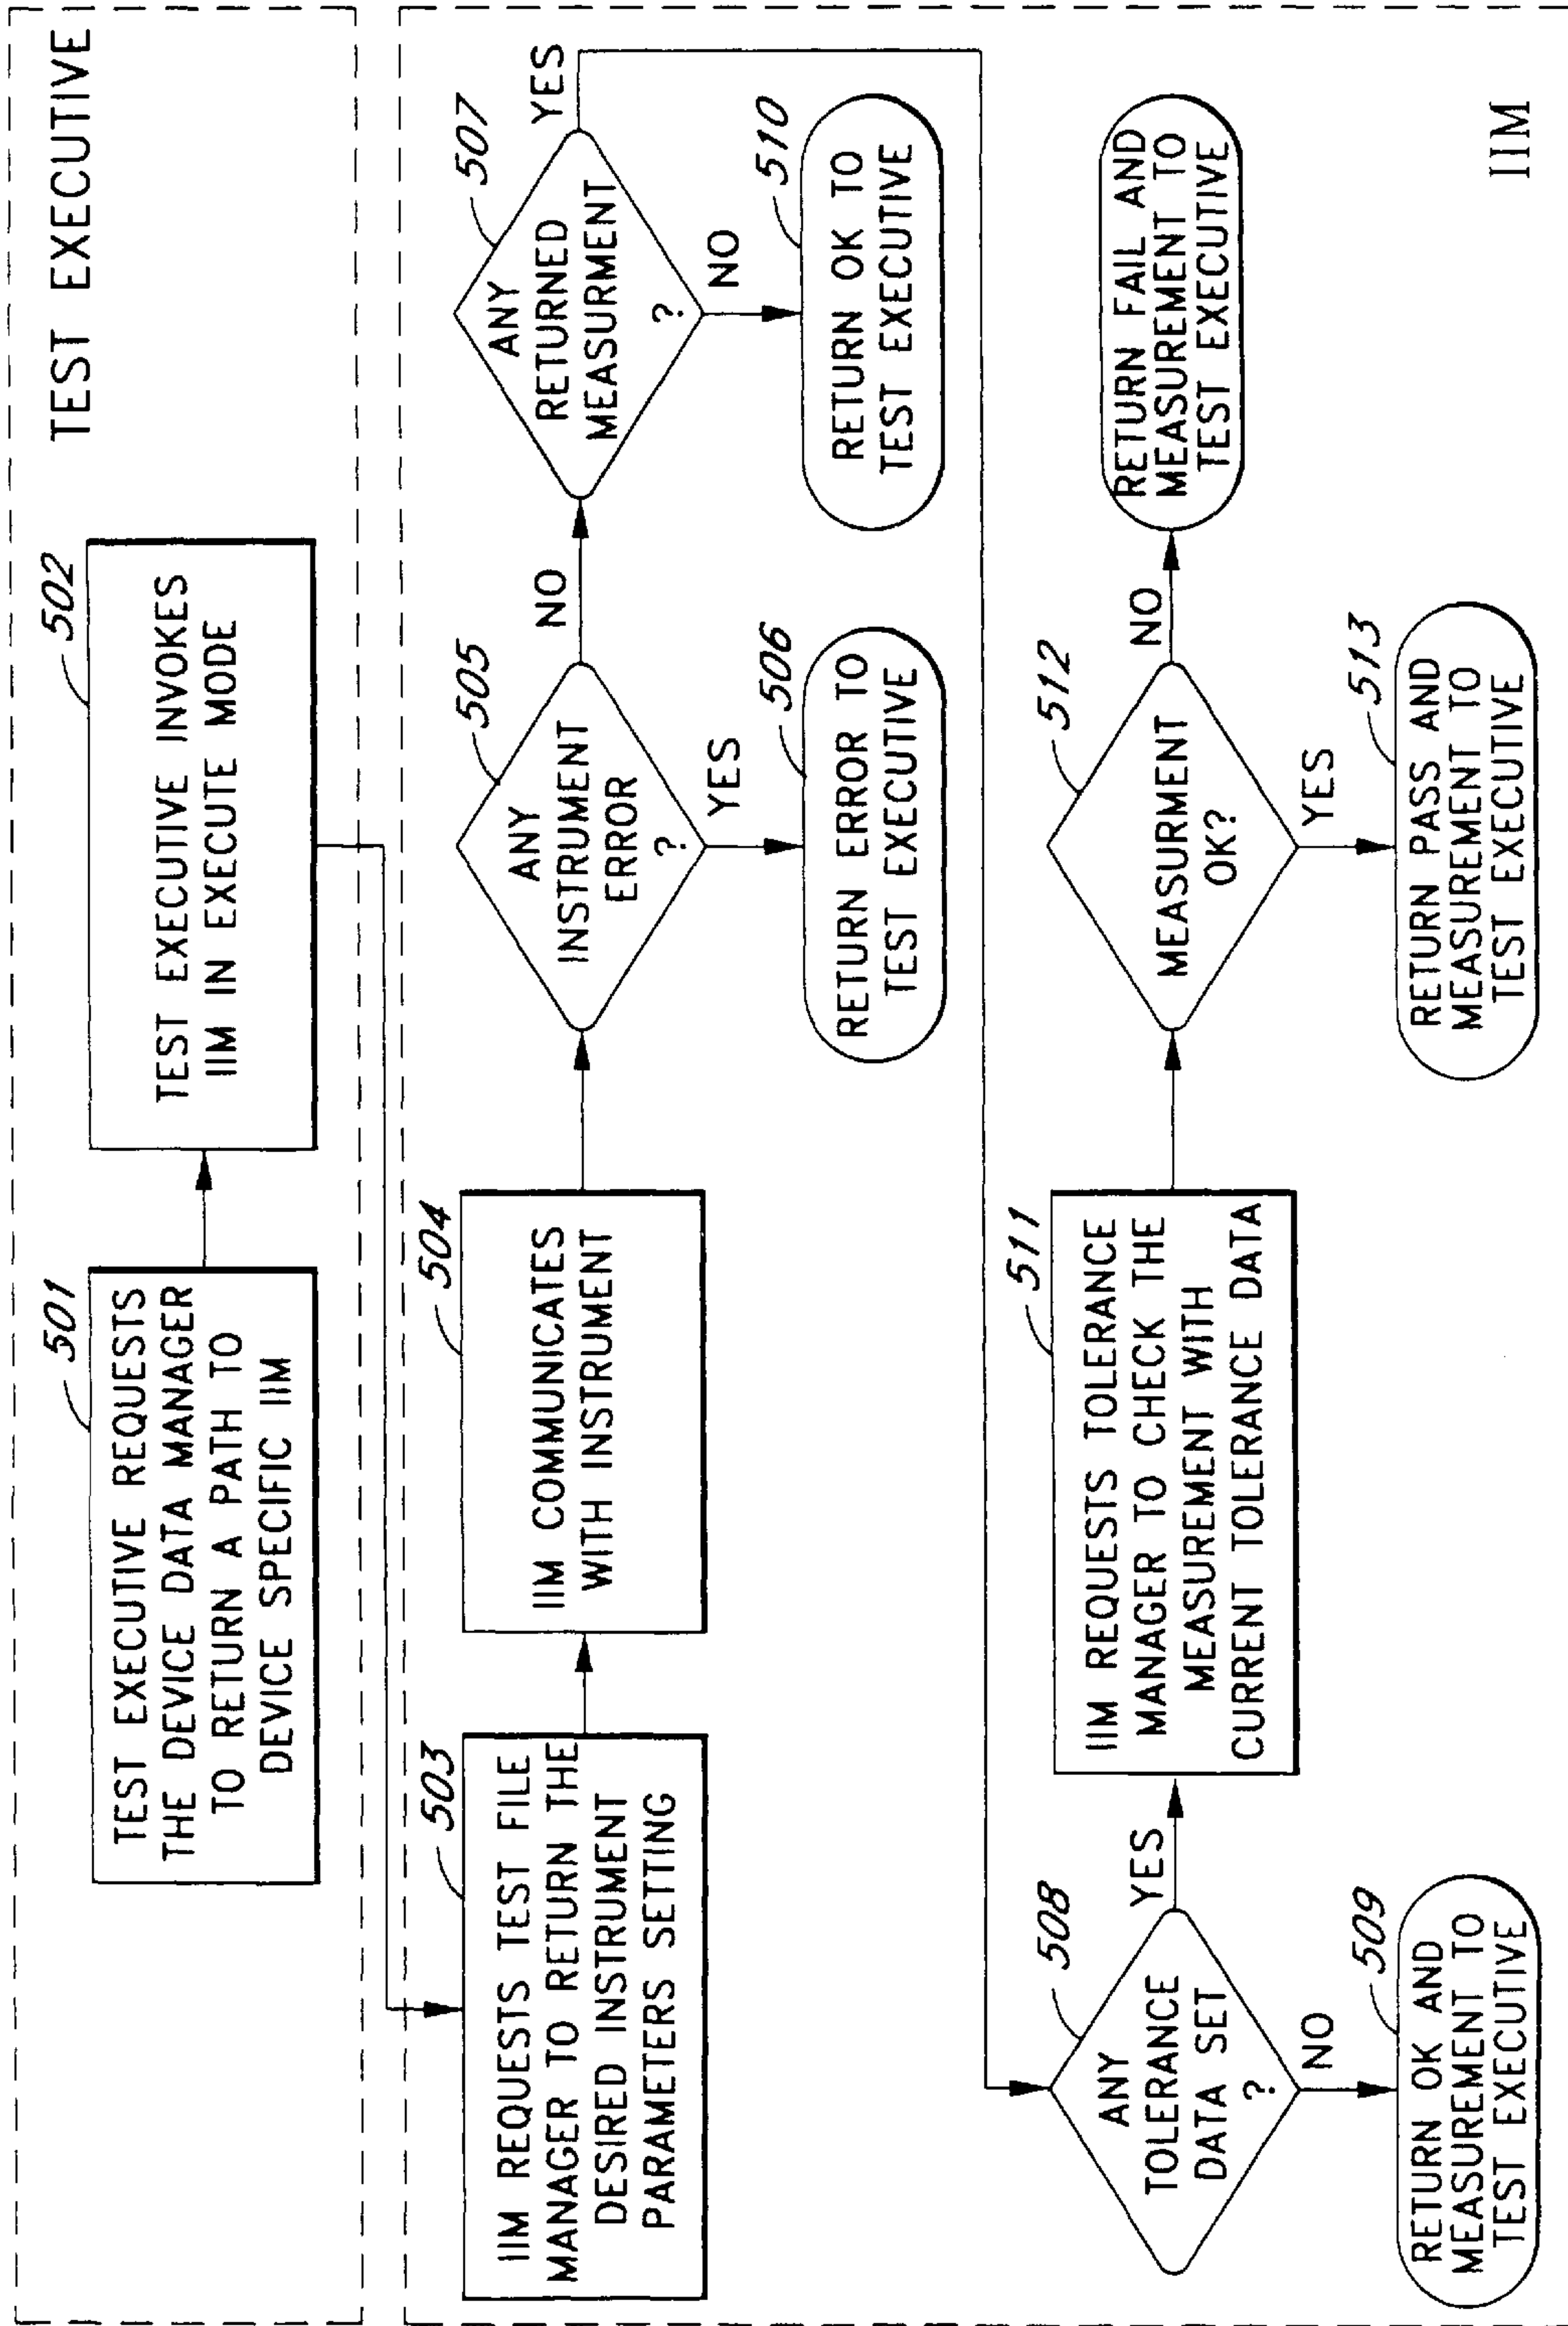 TEST EXECUTIVE
501
TEST EXECUTIVE REQUESTS
THE DEVICE DATA MANAGER
TO RETURN A PATH TO
DEVICE SPECIFIC IIM
502
TEST EXECUTIVE INVOKES
IIM IN EXECUTE MODE
503
IIM REQUESTS TEST FILE
MANAGER TO RETURN THE
DESIRED INSTRUMENT
PARAMETERS SETTING
504
IIM COMMUNICATES
WITH INSTRUMENT
505
ANY
INSTRUMENT
ERROR
?
NO
YES
506
RETURN ERROR TO
TEST EXECUTIVE
507
ANY
RETURNED
MEASURMENT
?
YES
NO
510
RETURN OK TO
TEST EXECUTIVE
508
ANY
TOLERANCE
DATA SET
?
YES
NO
509
RETURN OK AND
MEASUREMENT TO
TEST EXECUTIVE
511
IIM REQUESTS TOLERANCE
MANAGER TO CHECK THE
MEASUREMENT WITH
CURRENT TOLERANCE DATA
512
MEASURMENT
OK?
NO
YES
513
RETURN PASS AND
MEASUREMENT TO
TEST EXECUTIVE
RETURN FAIL AND
MEASUREMENT TO
TEST EXECUTIVE
IIM